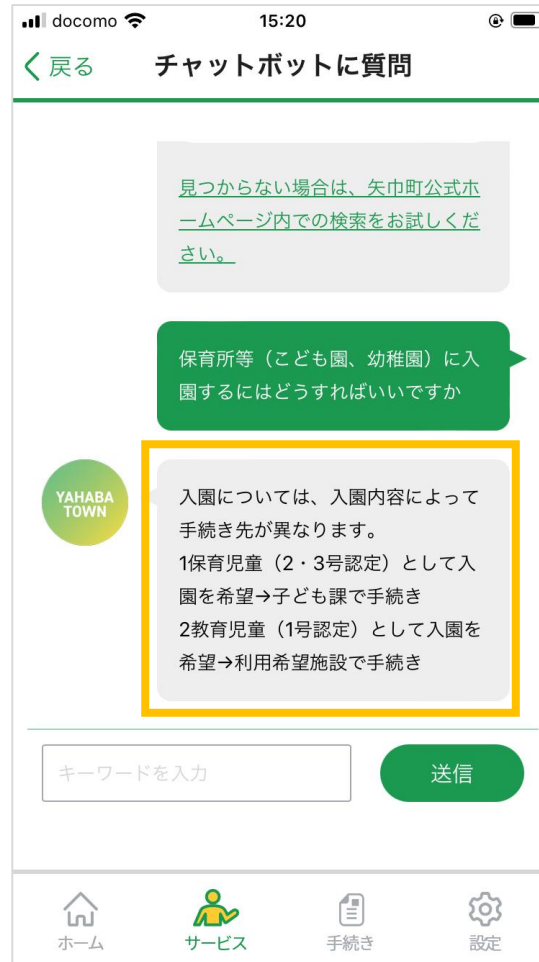 docomo 15:20
戻る チャットボットに質問
見つからない場合は、矢巾町公式ホ
ームページ内での検索をお試しくだ
さい。
保育所等（こども園、幼稚園）に入
園するにはどうすればいいですか
YAHABA
TOWN
入園については、入園内容によって
手続き先が異なります。
1保育児童（2・3号認定）として入
園を希望→子ども課で手続き
2教育児童（1号認定）として入園を
希望→利用希望施設で手続き
キーワードを入力 送信
ホーム サービス 手続き 設定